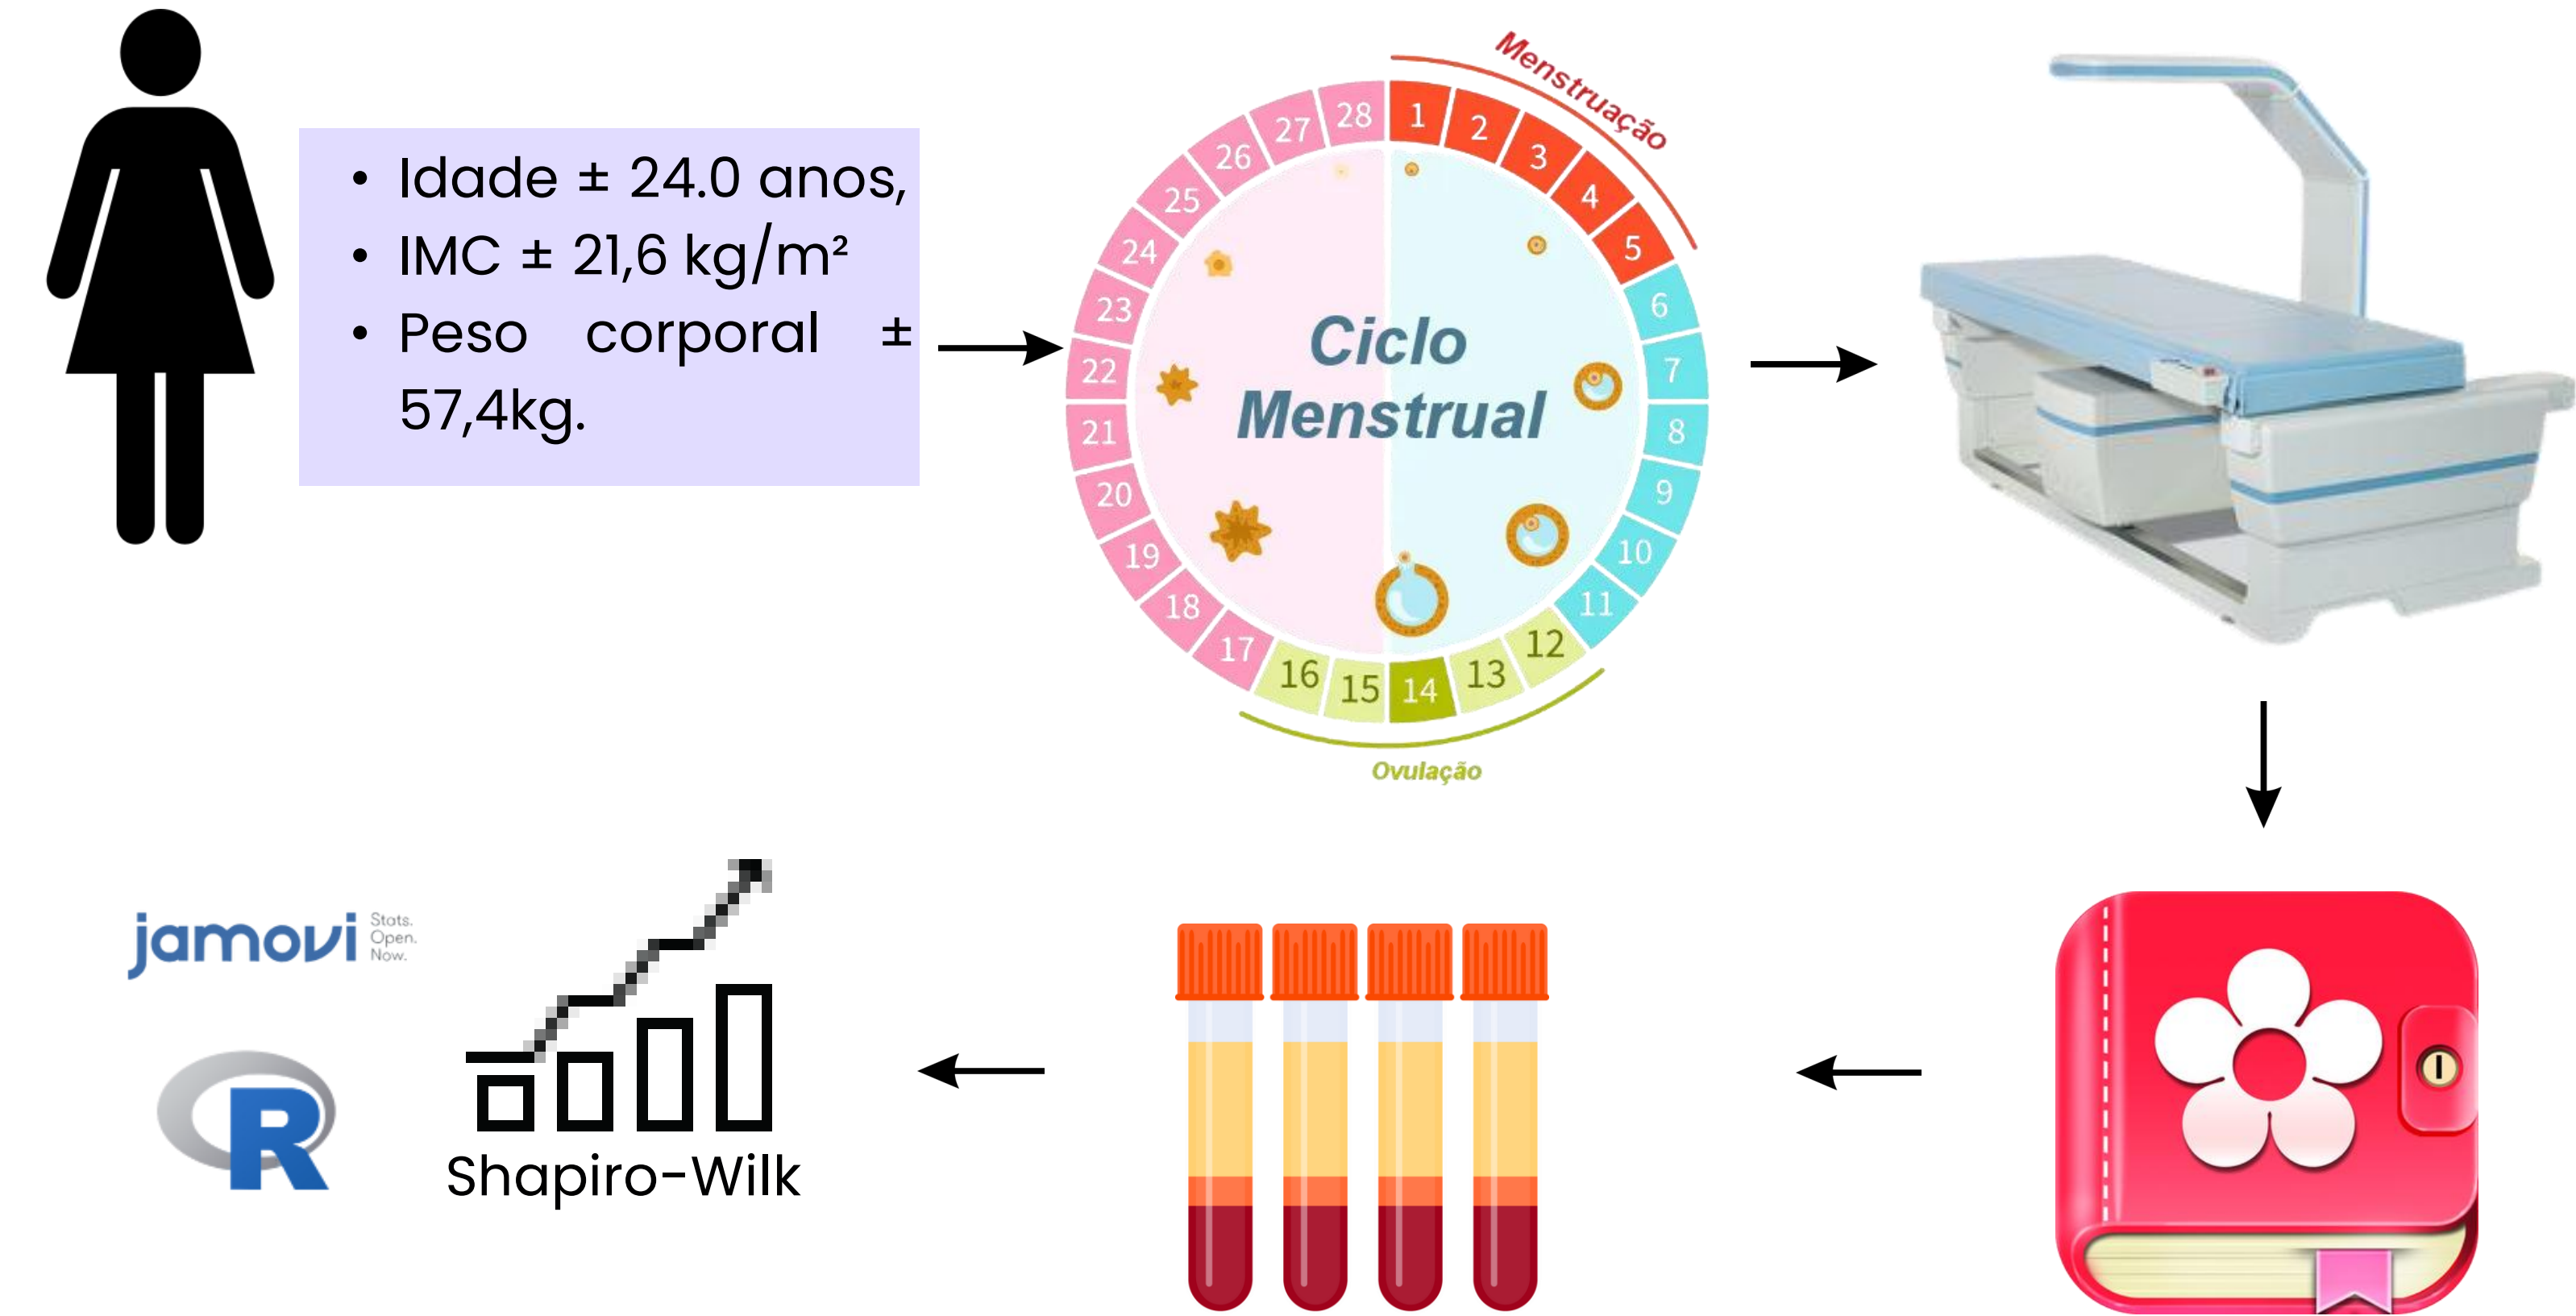 • Idade ± 24.0 anos,
• IMC ± 21,6 kg/m²
• Peso corporal ±
57,4kg.
Menstruação
1
2
3
4
5
6
7
8
9
10
11
12
13
14
15
16
17
18
19
20
21
22
23
24
25
26
27
28
Ciclo
Menstrual
Ovulação
jamovi
Stats.
Open.
Now.
R
Shapiro-Wilk